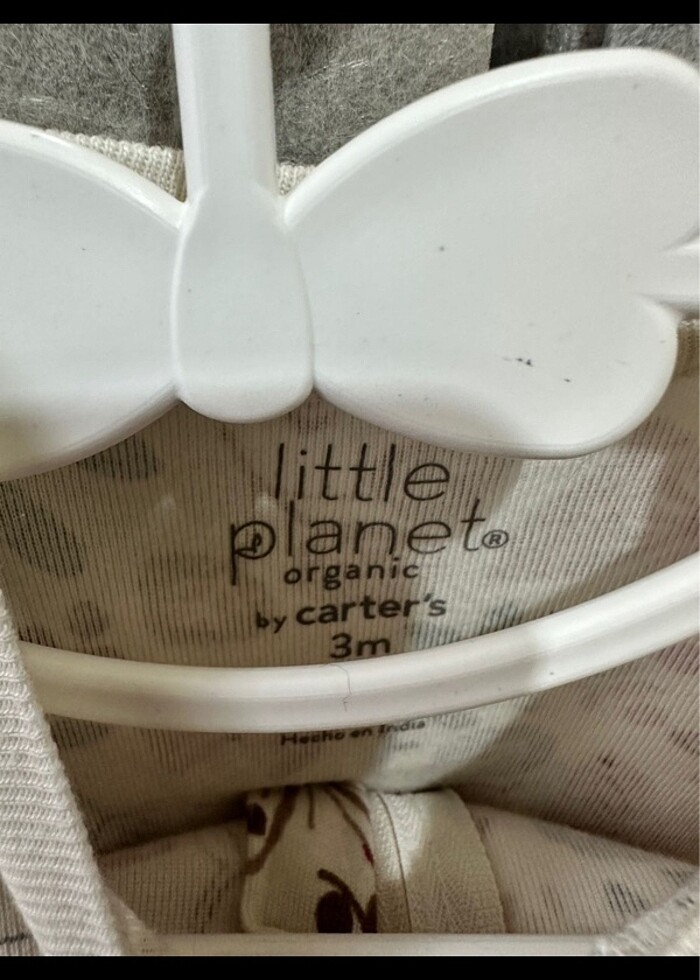 little
planet®
organic
by carter's
3m
Hecho en India